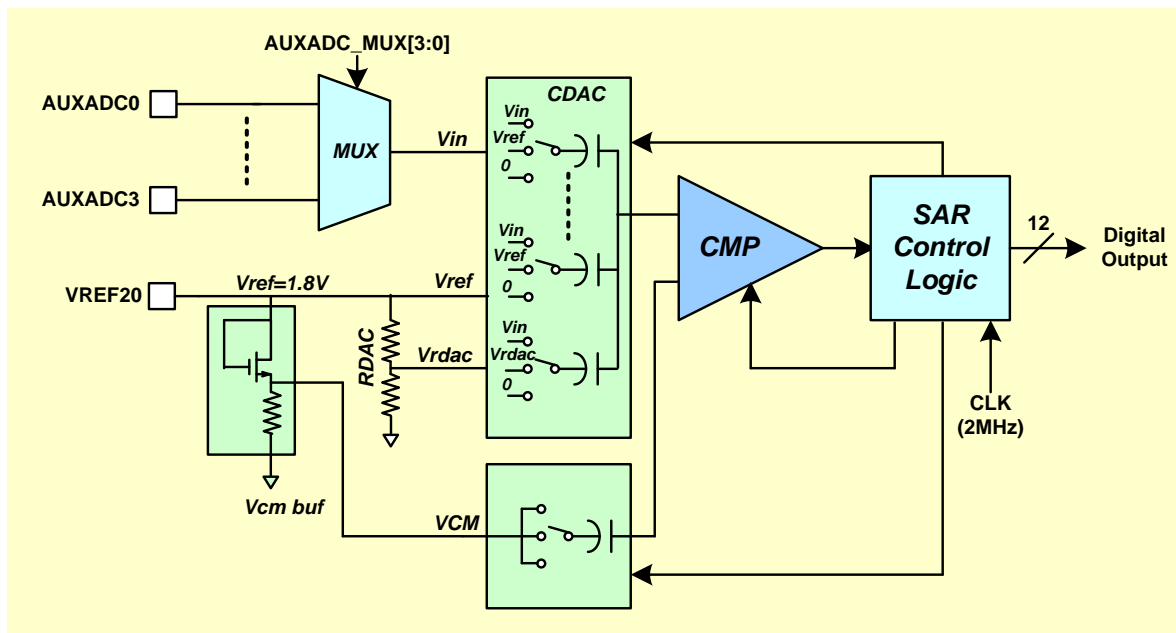 AUXADC_MUX[3:0]
AUXADC0
AUXADC3
MUX
Vin
CDAC
Vin
Vref
0
Vin
Vref
0
Vin
Vrdac
0
VREF20
Vref=1.8V
Vref
RDAC
Vrdac
Vcm buf
VCM
CMP
SAR
Control
Logic
12
Digital
Output
CLK
(2MHz)